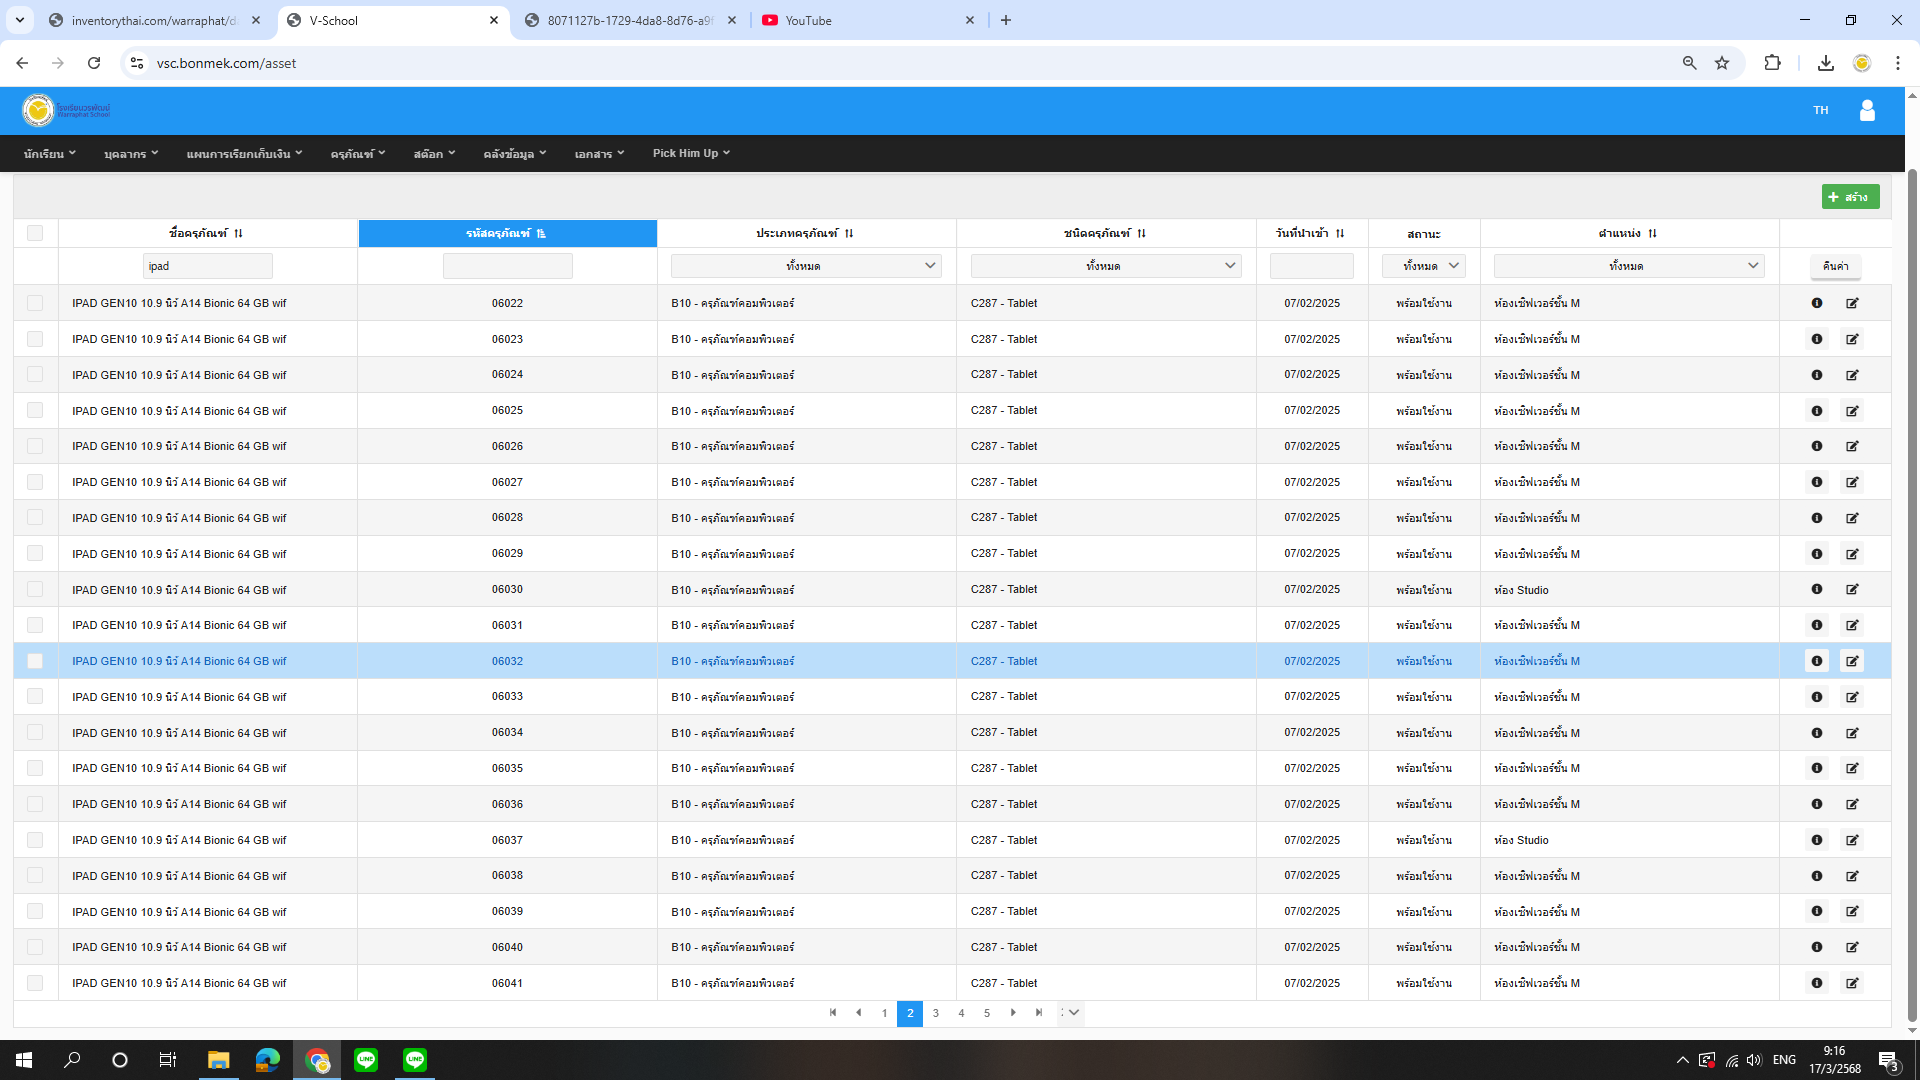 inventorythai.com/warraphat/d
V-School
8071127b-1729-4da8-8d76-a9f
YouTube
vsc.bonmek.com/asset
โรงเรียนวรพัฒน์
Warraphat School
TH
นักเรียน บุคลากร แผนการเรียกเก็บเงิน ครุภัณฑ์ สต๊อก คลังข้อมูล เอกสาร Pick Him Up
สร้าง
ชื่อครุภัณฑ์ รหัสครุภัณฑ์ ประเภทครุภัณฑ์ ชนิดครุภัณฑ์ วันที่นำเข้า สถานะ ตำแหน่ง
ipad ทั้งหมด ทั้งหมด ทั้งหมด ทั้งหมด คืนค่า
IPAD GEN10 10.9 นิ้ว A14 Bionic 64 GB wif 06022 B10 - ครุภัณฑ์คอมพิวเตอร์ C287 - Tablet 07/02/2025 พร้อมใช้งาน ห้องเซิฟเวอร์ชั้น M
IPAD GEN10 10.9 นิ้ว A14 Bionic 64 GB wif 06023 B10 - ครุภัณฑ์คอมพิวเตอร์ C287 - Tablet 07/02/2025 พร้อมใช้งาน ห้องเซิฟเวอร์ชั้น M
IPAD GEN10 10.9 นิ้ว A14 Bionic 64 GB wif 06024 B10 - ครุภัณฑ์คอมพิวเตอร์ C287 - Tablet 07/02/2025 พร้อมใช้งาน ห้องเซิฟเวอร์ชั้น M
IPAD GEN10 10.9 นิ้ว A14 Bionic 64 GB wif 06025 B10 - ครุภัณฑ์คอมพิวเตอร์ C287 - Tablet 07/02/2025 พร้อมใช้งาน ห้องเซิฟเวอร์ชั้น M
IPAD GEN10 10.9 นิ้ว A14 Bionic 64 GB wif 06026 B10 - ครุภัณฑ์คอมพิวเตอร์ C287 - Tablet 07/02/2025 พร้อมใช้งาน ห้องเซิฟเวอร์ชั้น M
IPAD GEN10 10.9 นิ้ว A14 Bionic 64 GB wif 06027 B10 - ครุภัณฑ์คอมพิวเตอร์ C287 - Tablet 07/02/2025 พร้อมใช้งาน ห้องเซิฟเวอร์ชั้น M
IPAD GEN10 10.9 นิ้ว A14 Bionic 64 GB wif 06028 B10 - ครุภัณฑ์คอมพิวเตอร์ C287 - Tablet 07/02/2025 พร้อมใช้งาน ห้องเซิฟเวอร์ชั้น M
IPAD GEN10 10.9 นิ้ว A14 Bionic 64 GB wif 06029 B10 - ครุภัณฑ์คอมพิวเตอร์ C287 - Tablet 07/02/2025 พร้อมใช้งาน ห้องเซิฟเวอร์ชั้น M
IPAD GEN10 10.9 นิ้ว A14 Bionic 64 GB wif 06030 B10 - ครุภัณฑ์คอมพิวเตอร์ C287 - Tablet 07/02/2025 พร้อมใช้งาน ห้อง Studio
IPAD GEN10 10.9 นิ้ว A14 Bionic 64 GB wif 06031 B10 - ครุภัณฑ์คอมพิวเตอร์ C287 - Tablet 07/02/2025 พร้อมใช้งาน ห้องเซิฟเวอร์ชั้น M
IPAD GEN10 10.9 นิ้ว A14 Bionic 64 GB wif 06032 B10 - ครุภัณฑ์คอมพิวเตอร์ C287 - Tablet 07/02/2025 พร้อมใช้งาน ห้องเซิฟเวอร์ชั้น M
IPAD GEN10 10.9 นิ้ว A14 Bionic 64 GB wif 06033 B10 - ครุภัณฑ์คอมพิวเตอร์ C287 - Tablet 07/02/2025 พร้อมใช้งาน ห้องเซิฟเวอร์ชั้น M
IPAD GEN10 10.9 นิ้ว A14 Bionic 64 GB wif 06034 B10 - ครุภัณฑ์คอมพิวเตอร์ C287 - Tablet 07/02/2025 พร้อมใช้งาน ห้องเซิฟเวอร์ชั้น M
IPAD GEN10 10.9 นิ้ว A14 Bionic 64 GB wif 06035 B10 - ครุภัณฑ์คอมพิวเตอร์ C287 - Tablet 07/02/2025 พร้อมใช้งาน ห้องเซิฟเวอร์ชั้น M
IPAD GEN10 10.9 นิ้ว A14 Bionic 64 GB wif 06036 B10 - ครุภัณฑ์คอมพิวเตอร์ C287 - Tablet 07/02/2025 พร้อมใช้งาน ห้องเซิฟเวอร์ชั้น M
IPAD GEN10 10.9 นิ้ว A14 Bionic 64 GB wif 06037 B10 - ครุภัณฑ์คอมพิวเตอร์ C287 - Tablet 07/02/2025 พร้อมใช้งาน ห้อง Studio
IPAD GEN10 10.9 นิ้ว A14 Bionic 64 GB wif 06038 B10 - ครุภัณฑ์คอมพิวเตอร์ C287 - Tablet 07/02/2025 พร้อมใช้งาน ห้องเซิฟเวอร์ชั้น M
IPAD GEN10 10.9 นิ้ว A14 Bionic 64 GB wif 06039 B10 - ครุภัณฑ์คอมพิวเตอร์ C287 - Tablet 07/02/2025 พร้อมใช้งาน ห้องเซิฟเวอร์ชั้น M
IPAD GEN10 10.9 นิ้ว A14 Bionic 64 GB wif 06040 B10 - ครุภัณฑ์คอมพิวเตอร์ C287 - Tablet 07/02/2025 พร้อมใช้งาน ห้องเซิฟเวอร์ชั้น M
IPAD GEN10 10.9 นิ้ว A14 Bionic 64 GB wif 06041 B10 - ครุภัณฑ์คอมพิวเตอร์ C287 - Tablet 07/02/2025 พร้อมใช้งาน ห้องเซิฟเวอร์ชั้น M
1 2 3 4 5
LINE LINE ENG 9:16
17/3/2568 3